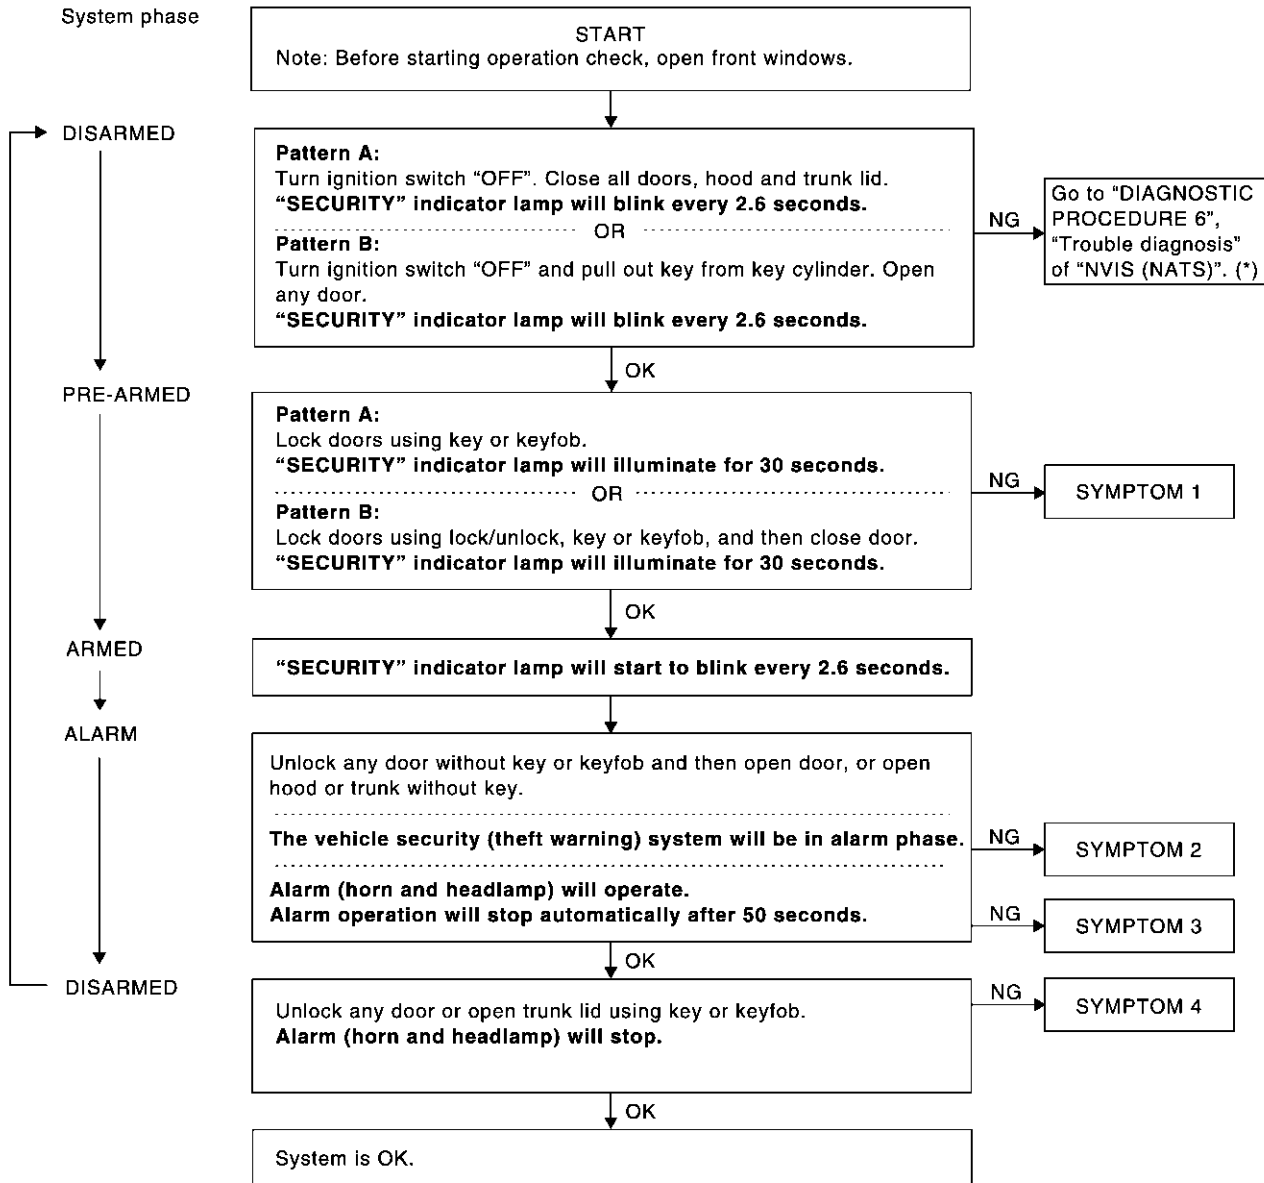 System phase
START
Note: Before starting operation check, open front windows.
DISARMED
Pattern A:
Turn ignition switch “OFF”. Close all doors, hood and trunk lid.
“SECURITY” indicator lamp will blink every 2.6 seconds.
OR
Pattern B:
Turn ignition switch “OFF” and pull out key from key cylinder. Open
any door.
“SECURITY” indicator lamp will blink every 2.6 seconds.
NG
Go to “DIAGNOSTIC
PROCEDURE 6”,
“Trouble diagnosis”
of “NVIS (NATS)”. (*)
OK
PRE-ARMED
Pattern A:
Lock doors using key or keyfob.
“SECURITY” indicator lamp will illuminate for 30 seconds.
OR
Pattern B:
Lock doors using lock/unlock, key or keyfob, and then close door.
“SECURITY” indicator lamp will illuminate for 30 seconds.
NG
SYMPTOM 1
OK
ARMED
“SECURITY” indicator lamp will start to blink every 2.6 seconds.
ALARM
Unlock any door without key or keyfob and then open door, or open
hood or trunk without key.
The vehicle security (theft warning) system will be in alarm phase.
NG
SYMPTOM 2
Alarm (horn and headlamp) will operate.
Alarm operation will stop automatically after 50 seconds.
NG
SYMPTOM 3
OK
DISARMED
Unlock any door or open trunk lid using key or keyfob.
Alarm (horn and headlamp) will stop.
NG
SYMPTOM 4
OK
System is OK.